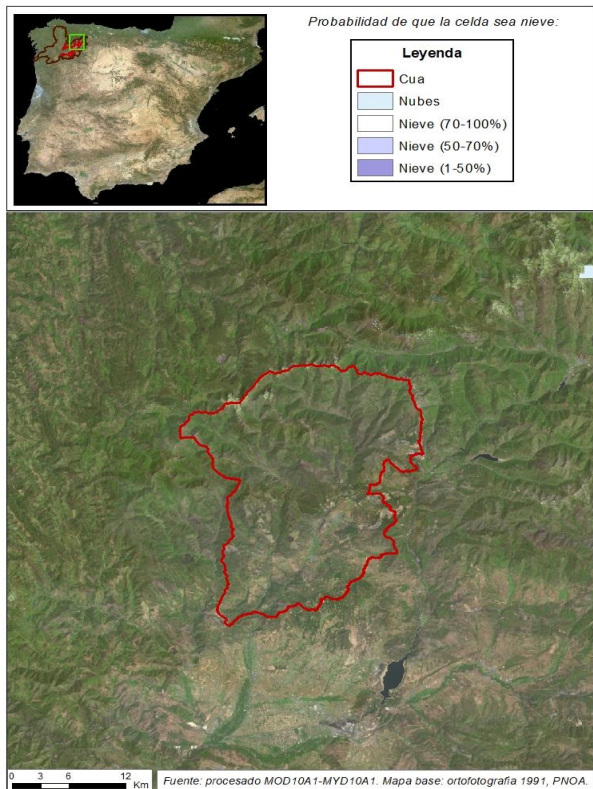 Probabilidad de que la celda sea nieve:
Leyenda
Cua
Nubes
Nieve (70-100%)
Nieve (50-70%)
Nieve (1-50%)
0 3 6 12
Km
Fuente: procesado MOD10A1-MYD10A1. Mapa base: ortofotografia 1991, PNOA.